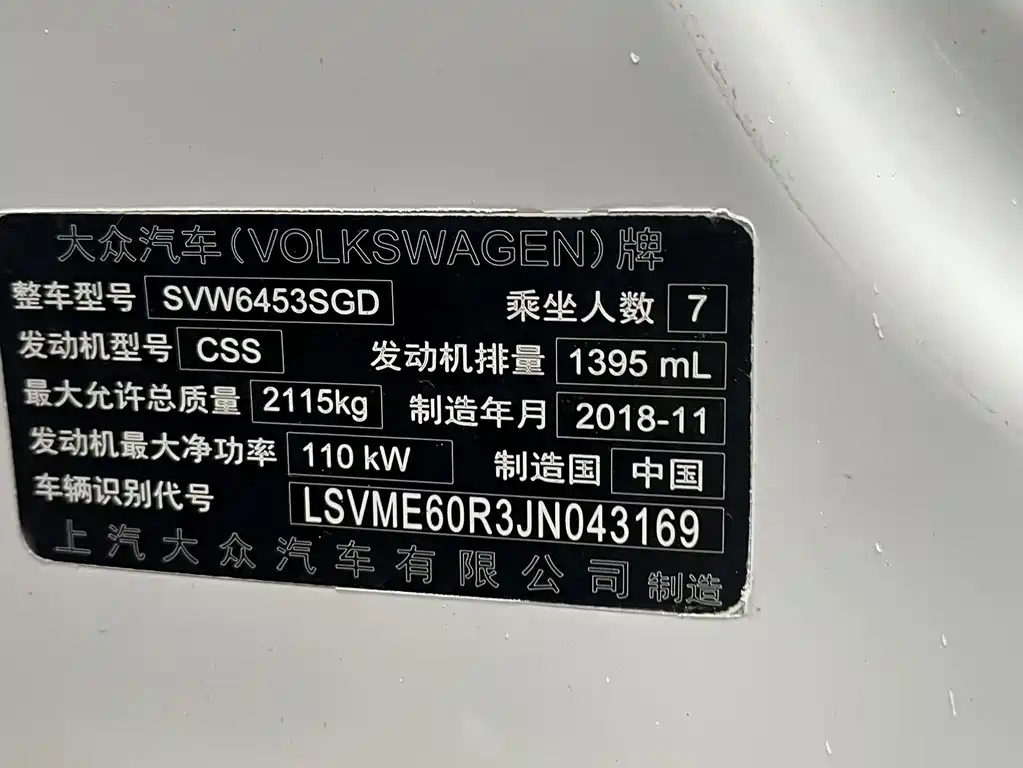 大众汽车(VOLKSWAGEN)牌
整车型号 SVW6453SGD 乘坐人数 7
发动机型号 CSS 发动机排量 1395 mL
最大允许总质量 2115kg 制造年月 2018-11
发动机最大净功率 110 kW 制造国 中国
车辆识别代号 LSVME60R3JN043169
上汽大众汽车有限公司 制造